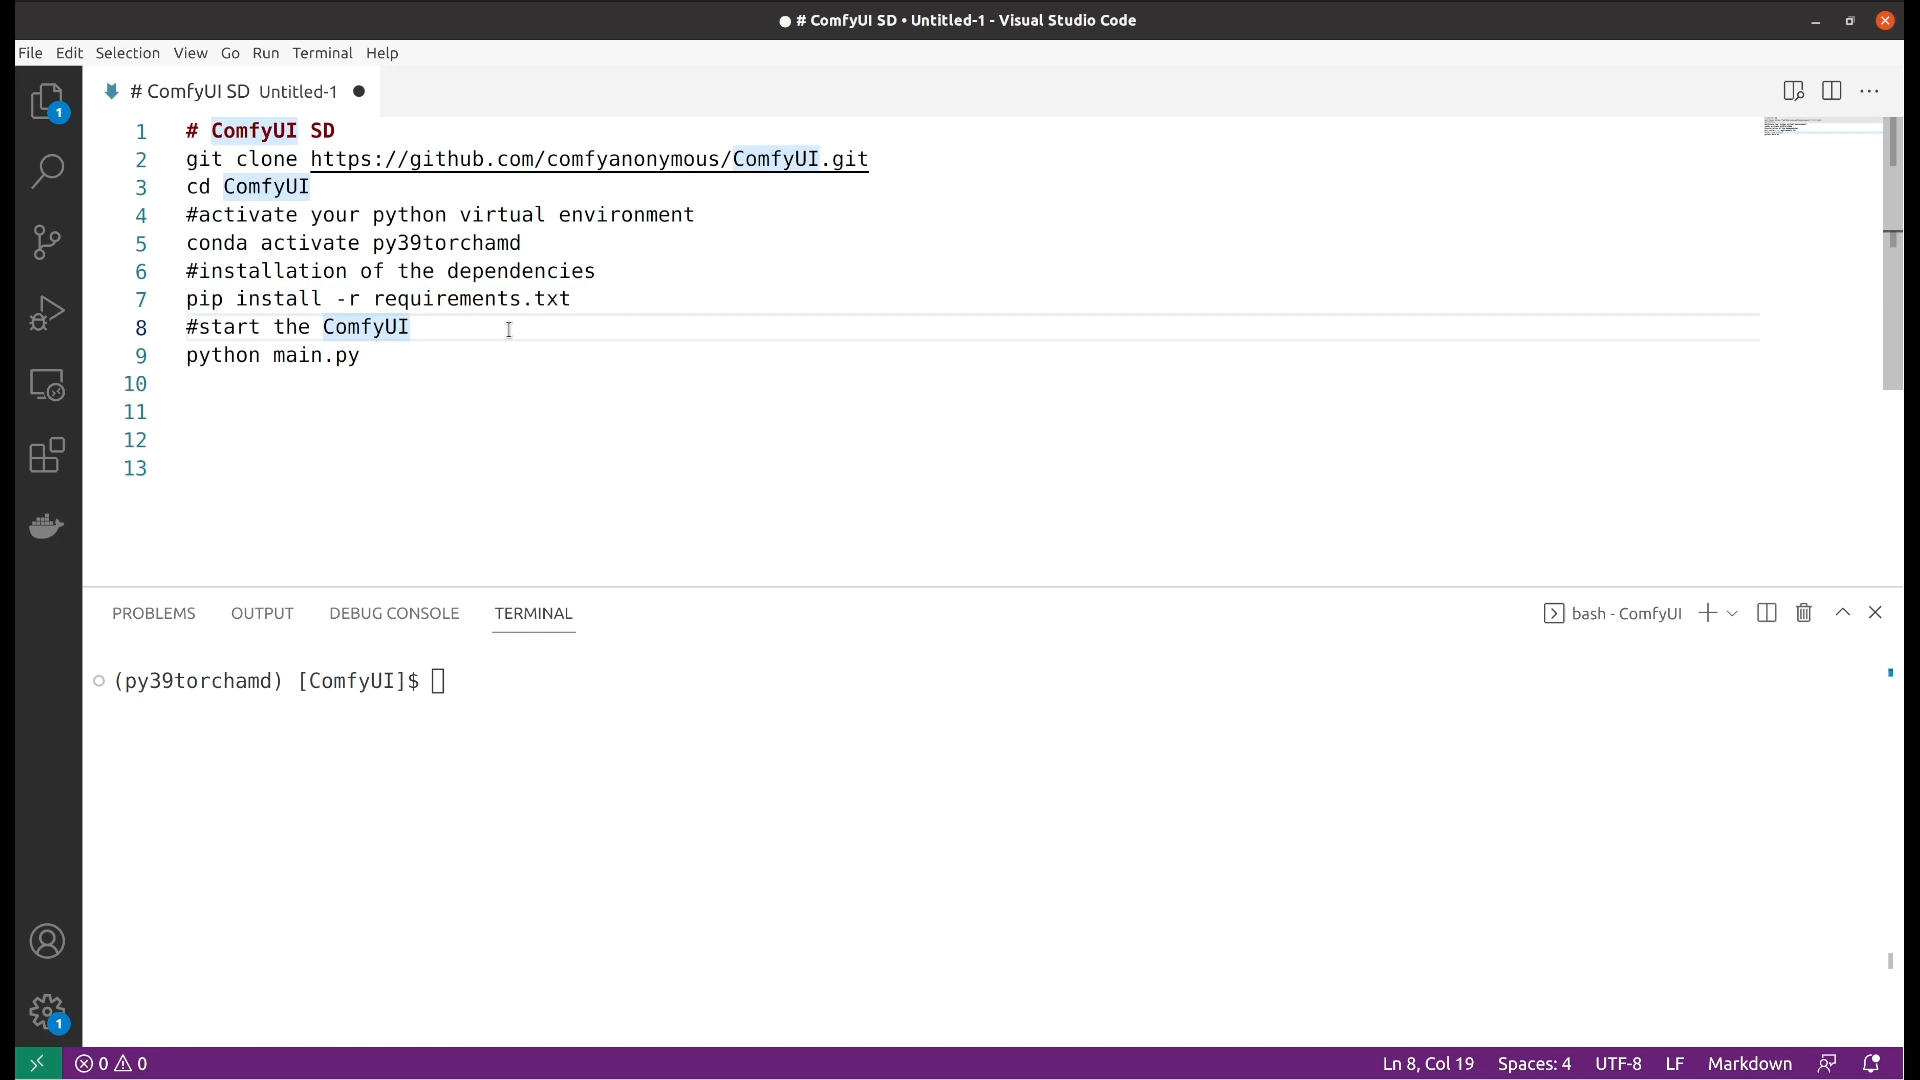 ● # ComfyUI SD • Untitled-1 - Visual Studio Code
File Edit Selection View Go Run Terminal Help
# ComfyUI SD Untitled-1 ●
1 # ComfyUI SD
2 git clone https://github.com/comfyanonymous/ComfyUI.git
3 cd ComfyUI
4 #activate your python virtual environment
5 conda activate py39torchamd
6 #installation of the dependencies
7 pip install -r requirements.txt
8 #start the ComfyUI
9 python main.py
10
11
12
13
1
PROBLEMS OUTPUT DEBUG CONSOLE TERMINAL bash - ComfyUI
(py39torchamd) [ComfyUI]$
1
0 0 Ln 8, Col 19 Spaces: 4 UTF-8 LF Markdown